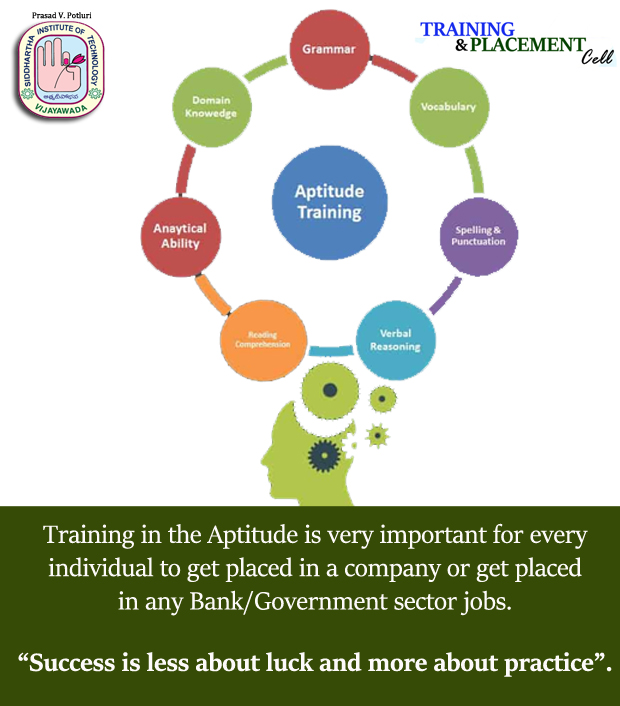 Prasad V. Potluri
SIDDHARTHA INSTITUTE OF TECHNOLOGY
VIJAYAWADA
TRAINING
& PLACEMENT
Cell
Grammar
Domain
Knowedge
Vocabulary
Aptitude
Training
Anaytical
Ability
Spelling &
Punctuation
Reading
Comprehension
Verbal
Reasoning
Training in the Aptitude is very important for every
individual to get placed in a company or get placed
in any Bank/Government sector jobs.
“Success is less about luck and more about practice”.